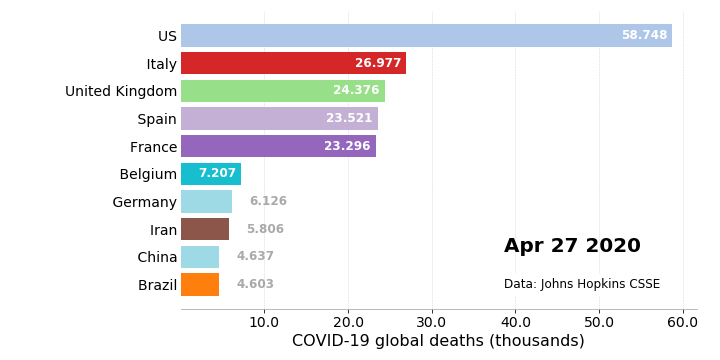 US 58.748
Italy 26.977
United Kingdom 24.376
Spain 23.521
France 23.296
Belgium 7.207
Germany 6.126
Iran 5.806
China 4.637
Brazil 4.603
Apr 27 2020
Data: Johns Hopkins CSSE
10.0 20.0 30.0 40.0 50.0 60.0
COVID-19 global deaths (thousands)